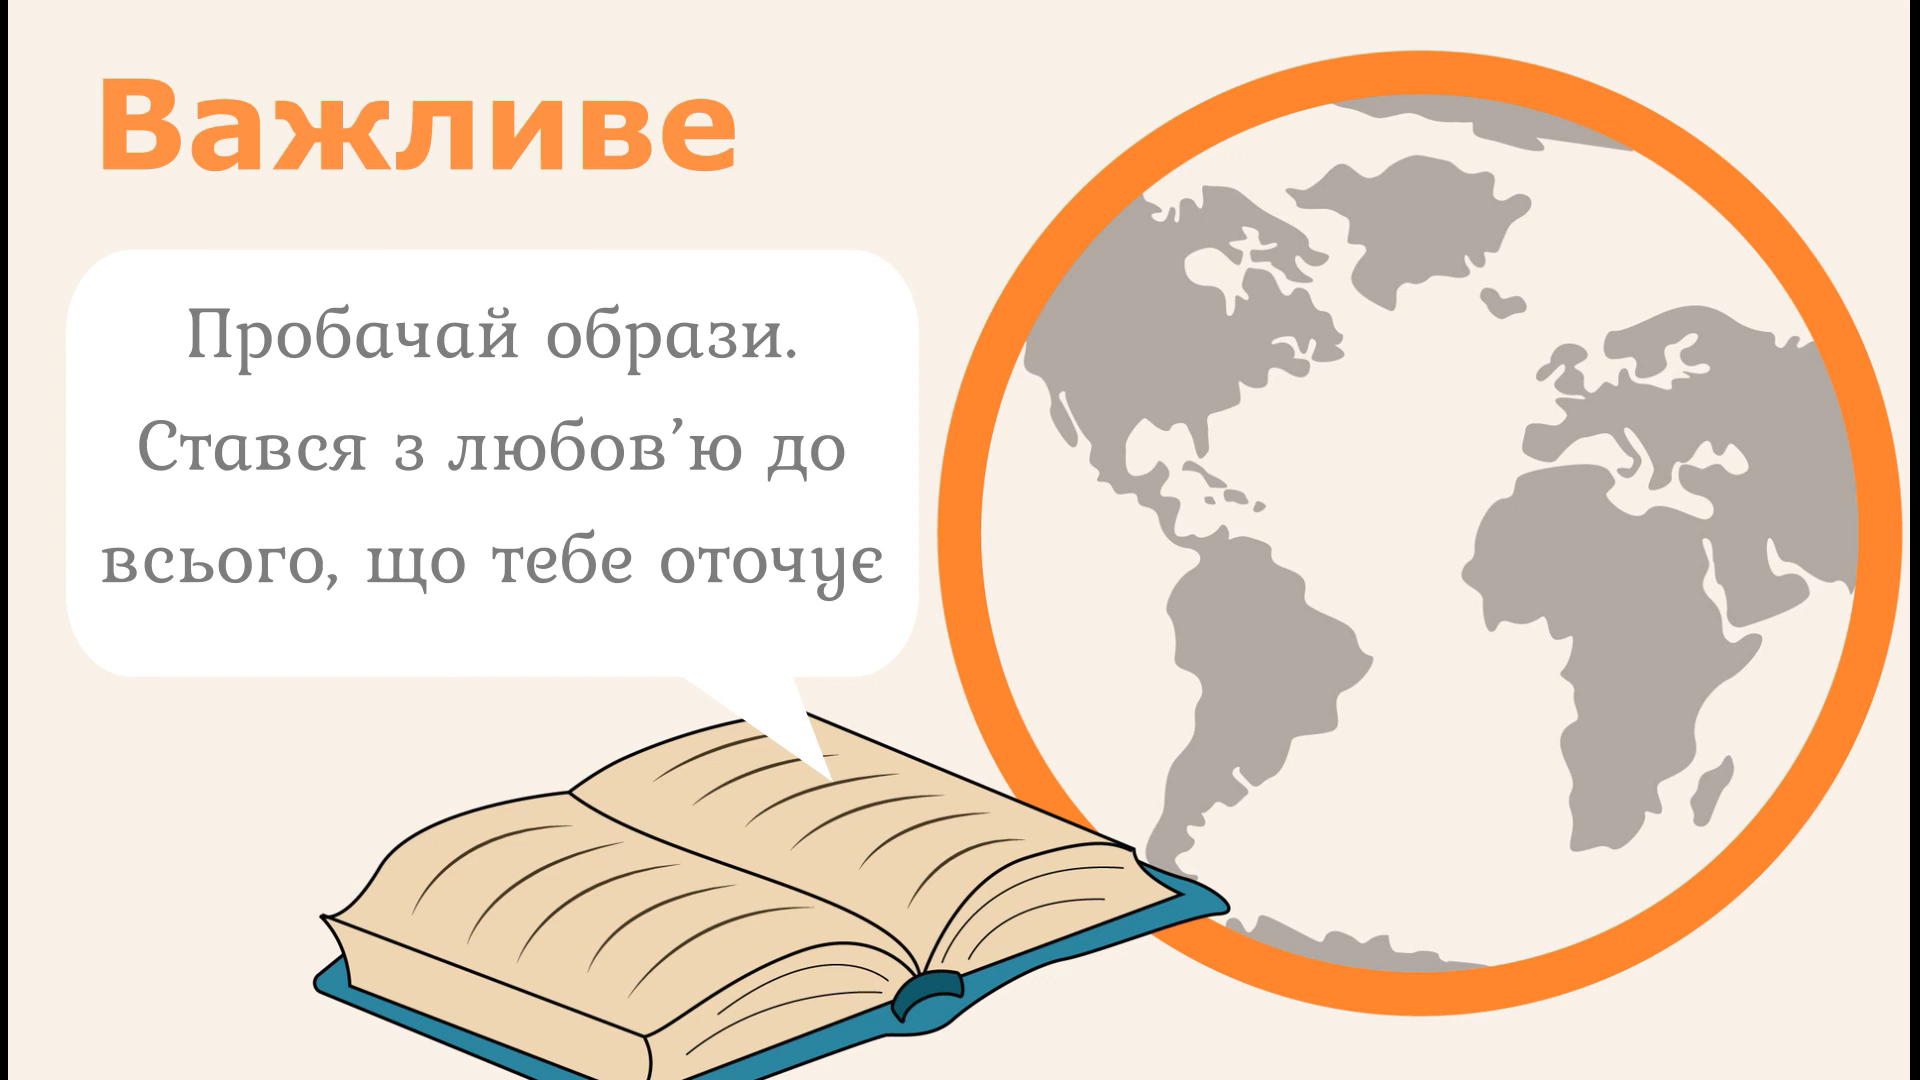 Важливе
Пробачай образи.
Стався з любов’ю до
всього, що тебе оточує